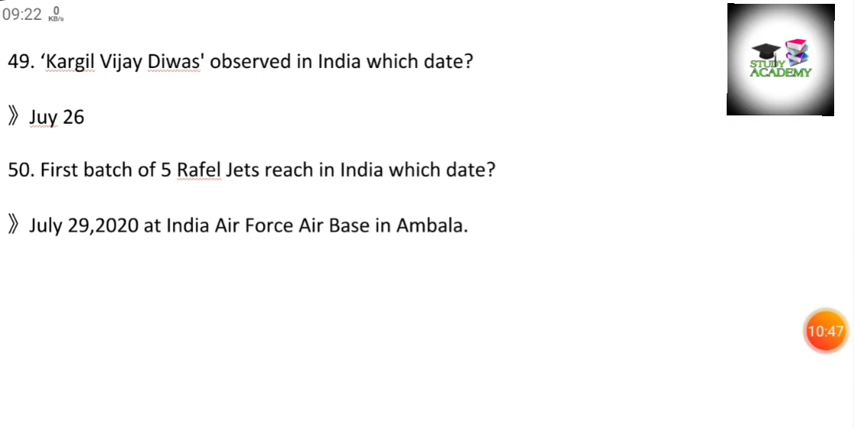 09:22 0 KB/s
49. ‘Kargil Vijay Diwas' observed in India which date?
STUDY
ACADEMY
》Juy 26
50. First batch of 5 Rafel Jets reach in India which date?
》July 29,2020 at India Air Force Air Base in Ambala.
10:47